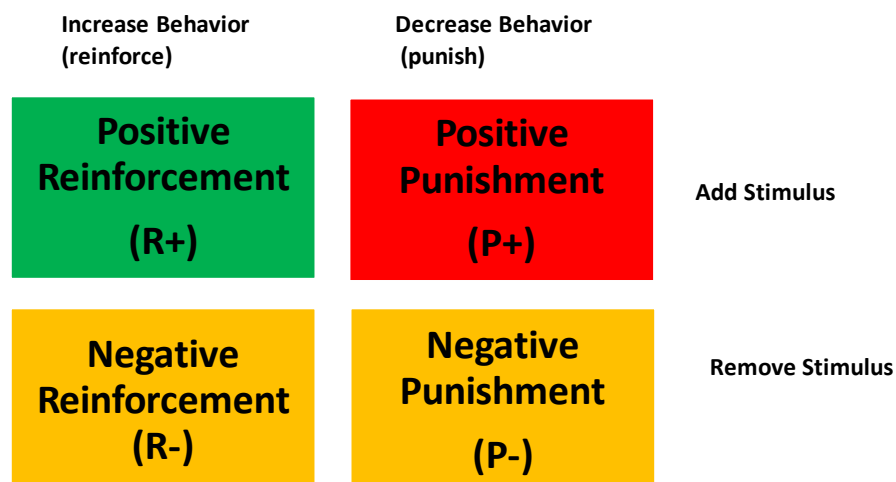 Increase Behavior
(reinforce)
Decrease Behavior
(punish)
Positive
Reinforcement
(R+)
Positive
Punishment
(P+)
Add Stimulus
Negative
Reinforcement
(R-)
Negative
Punishment
(P-)
Remove Stimulus